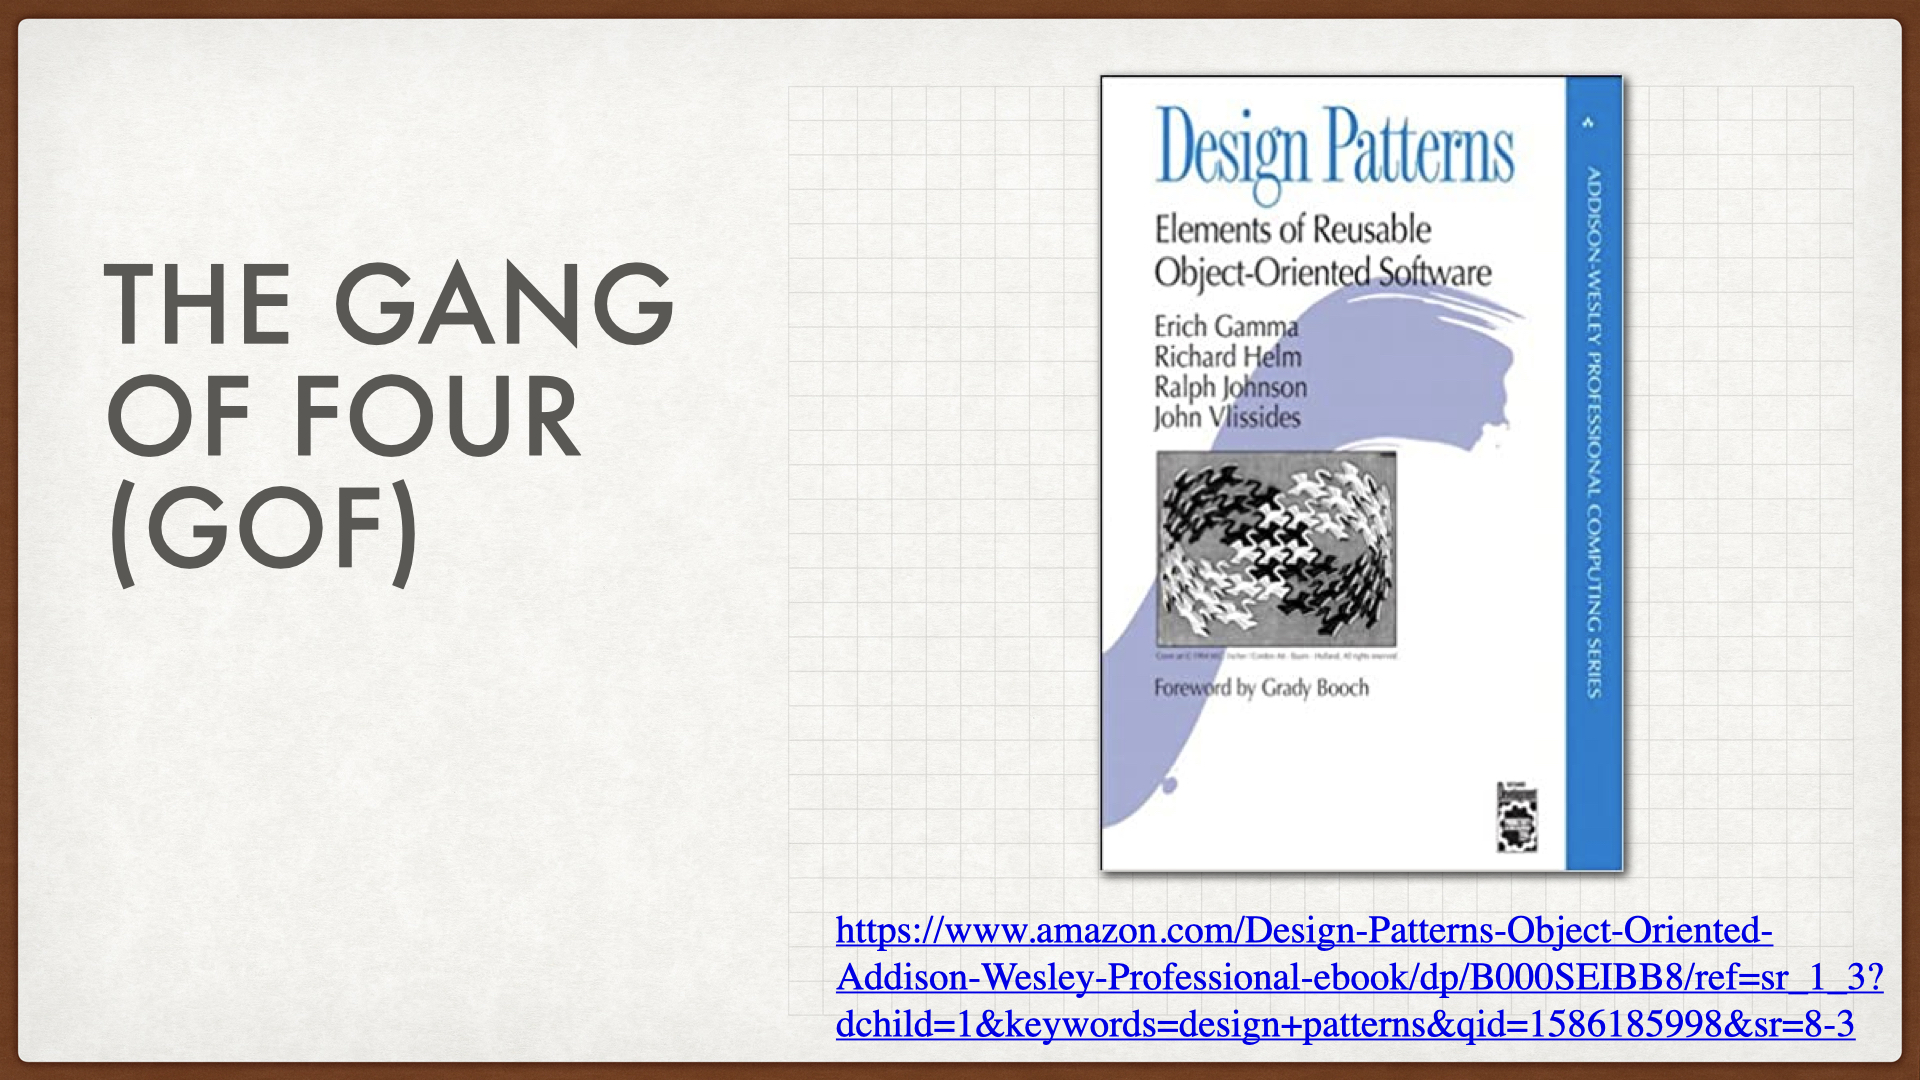 THE GANG
OF FOUR
(GOF)
Design Patterns
Elements of Reusable
Object-Oriented Software
Erich Gamma
Richard Helm
Ralph Johnson
John Vlissides
Foreword by Grady Booch
ADDISON-WESLEY PROFESSIONAL COMPUTING SERIES
https://www.amazon.com/Design-Patterns-Object-Oriented-
Addison-Wesley-Professional-ebook/dp/B000SEIBB8/ref=sr_1_3?
dchild=1&keywords=design+patterns&qid=1586185998&sr=8-3